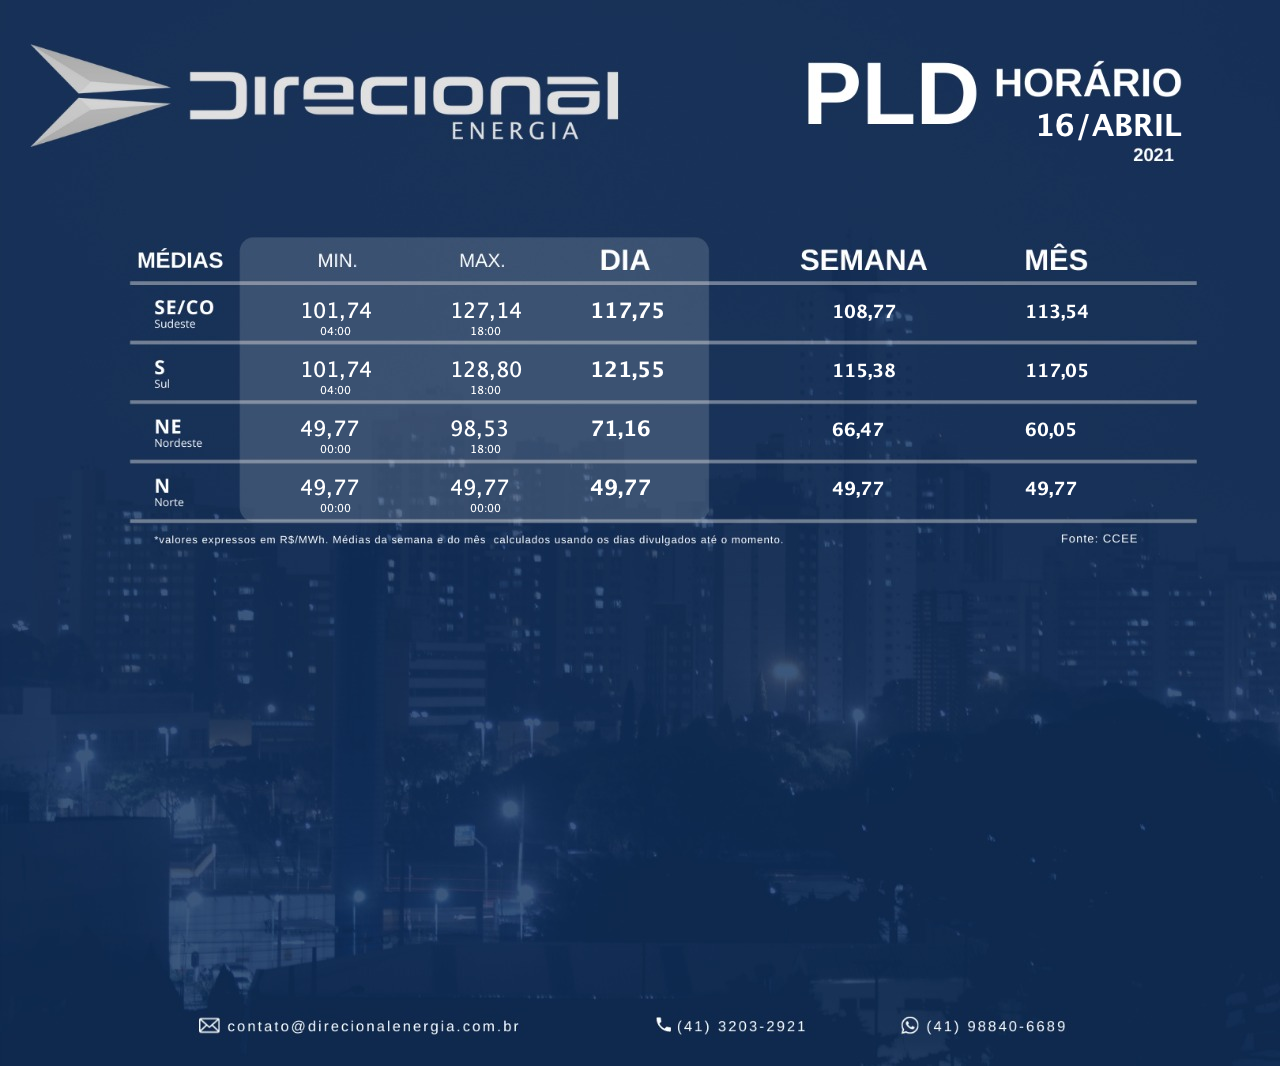 Direcional
ENERGIA
PLD HORÁRIO
16/ABRIL
2021
MÉDIAS MIN. MAX. DIA SEMANA MÊS
SE/CO 101,74 127,14 117,75 108,77 113,54
Sudeste 04:00 18:00
S 101,74 128,80 121,55 115,38 117,05
Sul 04:00 18:00
NE 49,77 98,53 71,16 66,47 60,05
Nordeste 00:00 18:00
N 49,77 49,77 49,77 49,77 49,77
Norte 00:00 00:00
*valores expressos em R$/MWh. Médias da semana e do mês calculados usando os dias divulgados até o momento. Fonte: CCEE
contato@direcionalenergia.com.br (41) 3203-2921 (41) 98840-6689